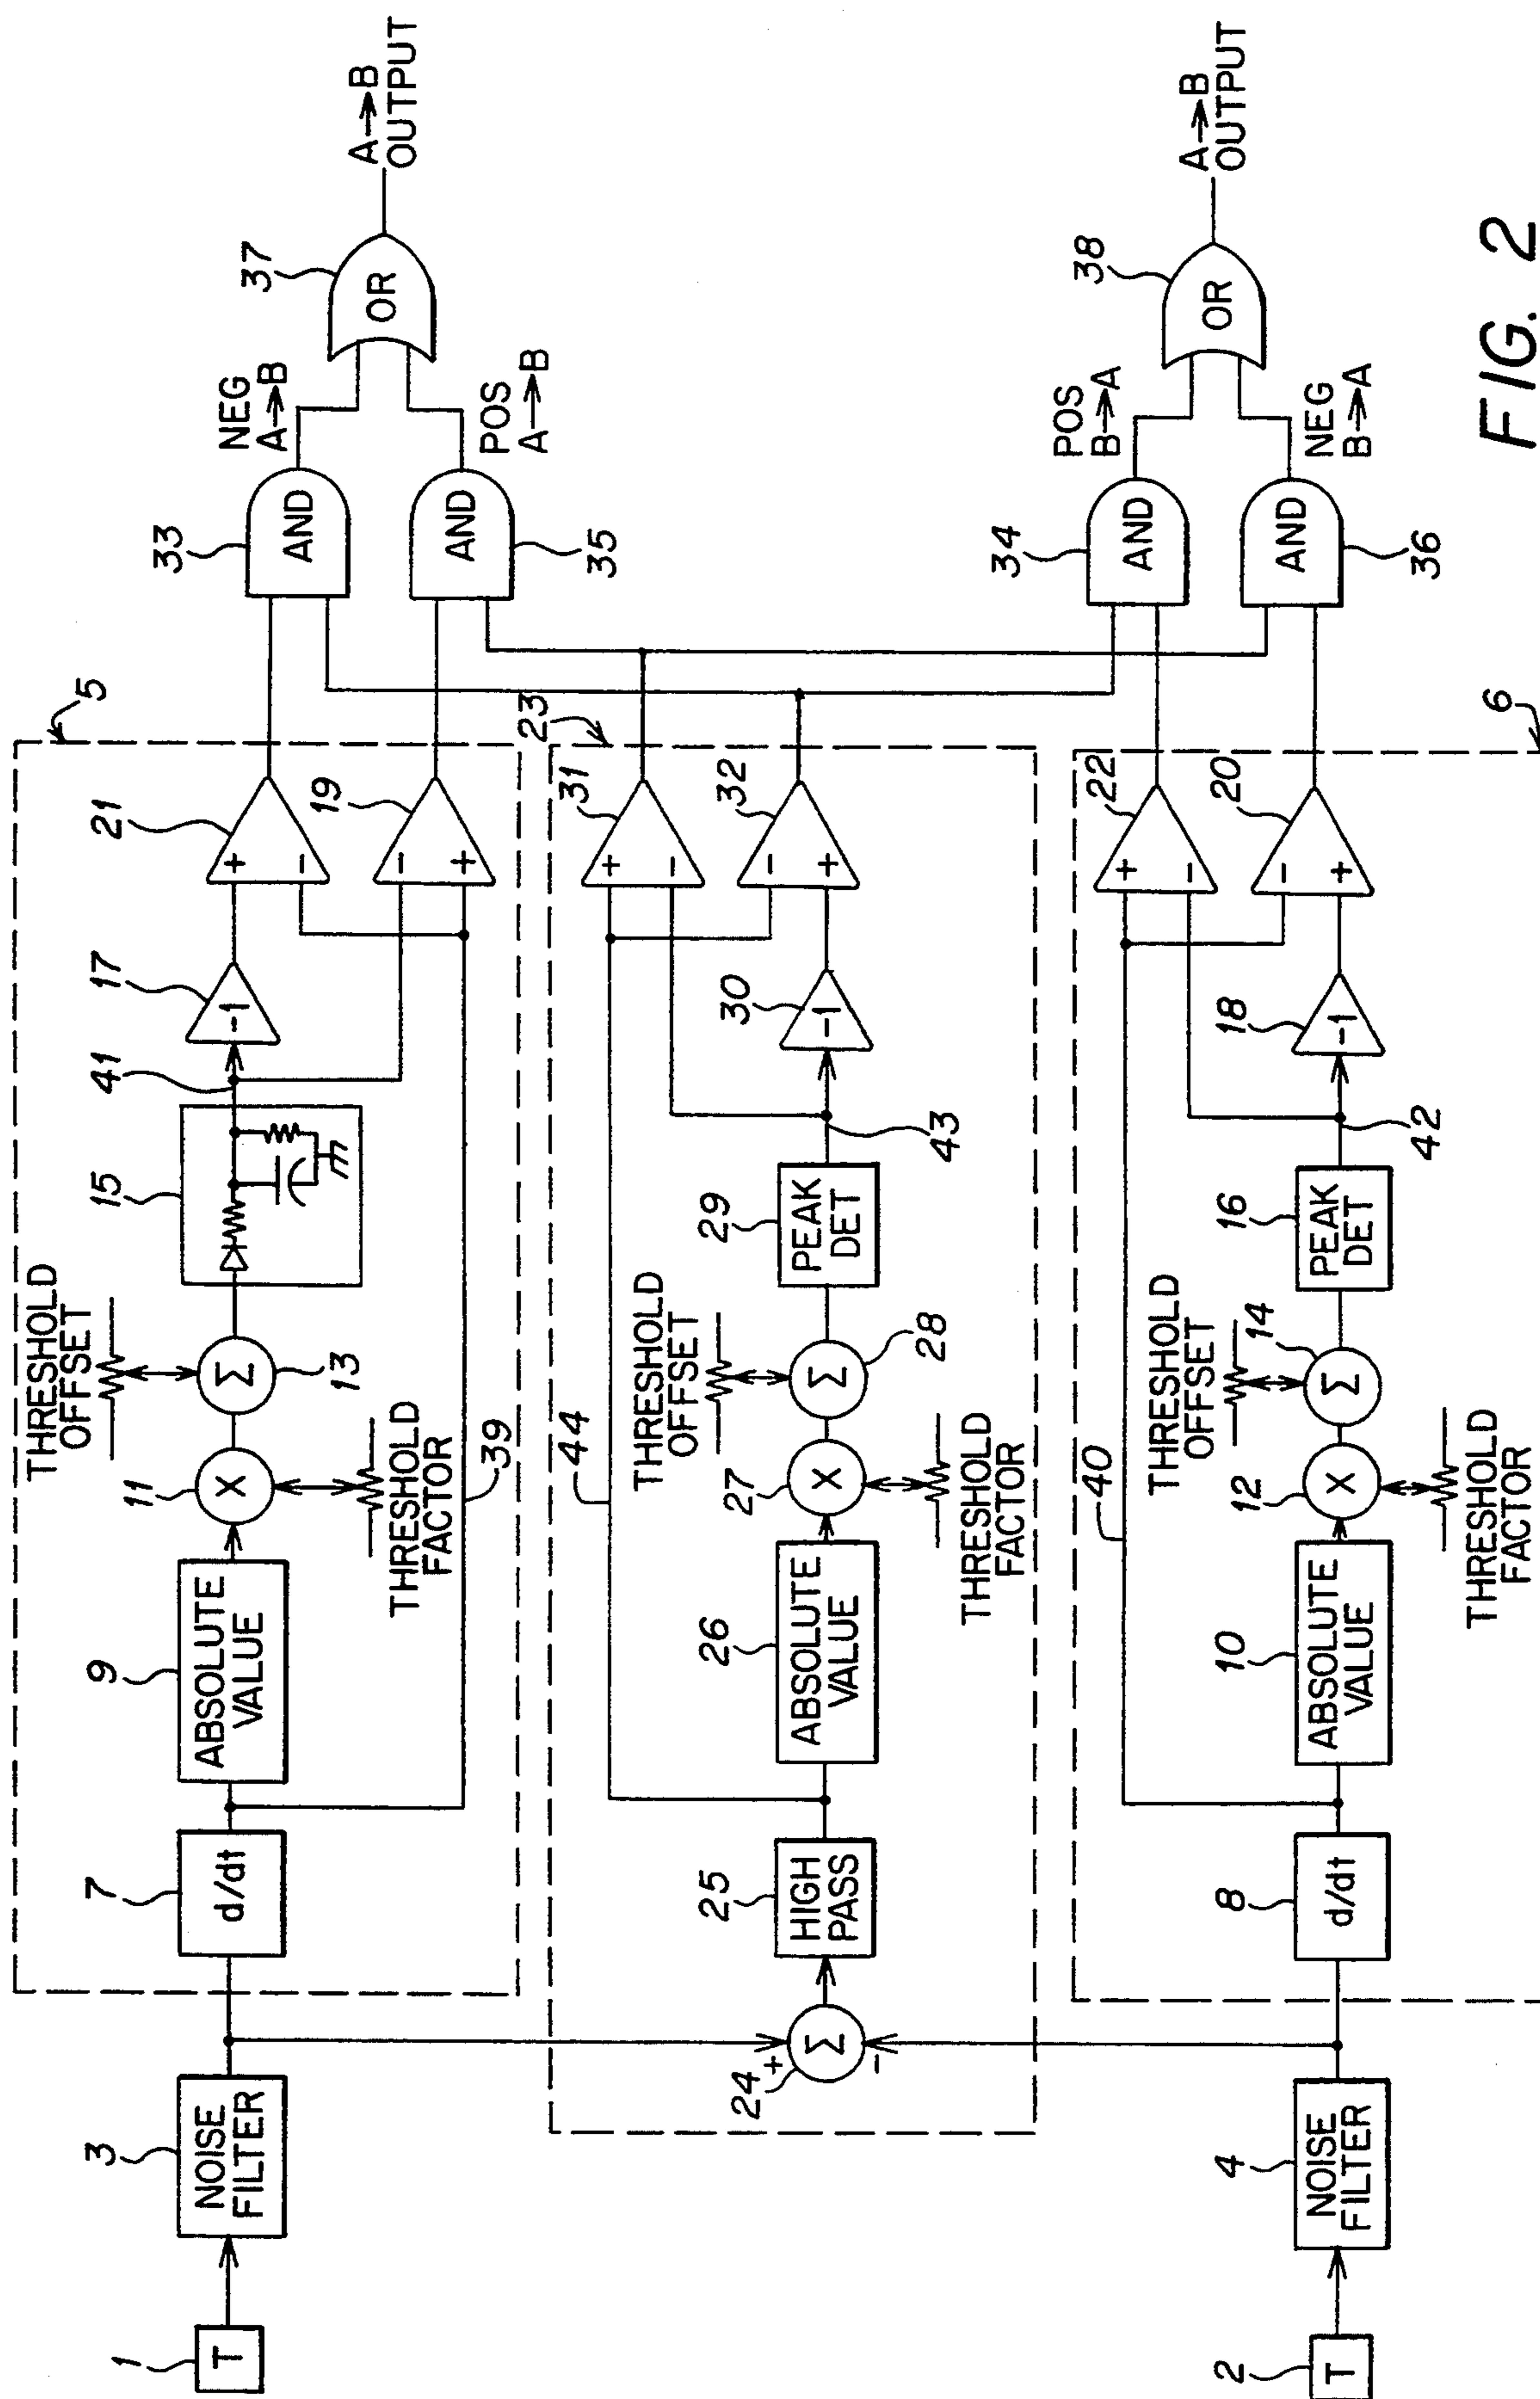 THRESHOLD
OFFSET
5
15
41
17
21
33
NEG
A→B
37
A→B
OUTPUT
3
7
9
11
13
Σ
X
-1
+
-
AND
OR
1
T
NOISE
FILTER
d/dt
ABSOLUTE
VALUE
THRESHOLD
FACTOR
39
19
-
+
AND
35
POS
A→B
23
44
THRESHOLD
OFFSET
31
+
-
24
+
-
Σ
25
HIGH
PASS
26
ABSOLUTE
VALUE
27
X
Σ
28
29
PEAK
DET
43
30
-1
32
-
+
THRESHOLD
FACTOR
40
THRESHOLD
OFFSET
22
+
-
34
AND
POS
B→A
38
OR
A→B
OUTPUT
2
T
4
NOISE
FILTER
8
d/dt
10
ABSOLUTE
VALUE
12
X
14
Σ
16
PEAK
DET
42
18
-1
20
-
+
AND
36
NEG
B→A
THRESHOLD
FACTOR
6
FIG. 2